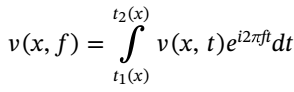 v(x, f) = ∫_{t₁(x)}^{t₂(x)} v(x, t)e^{i2πft}dt